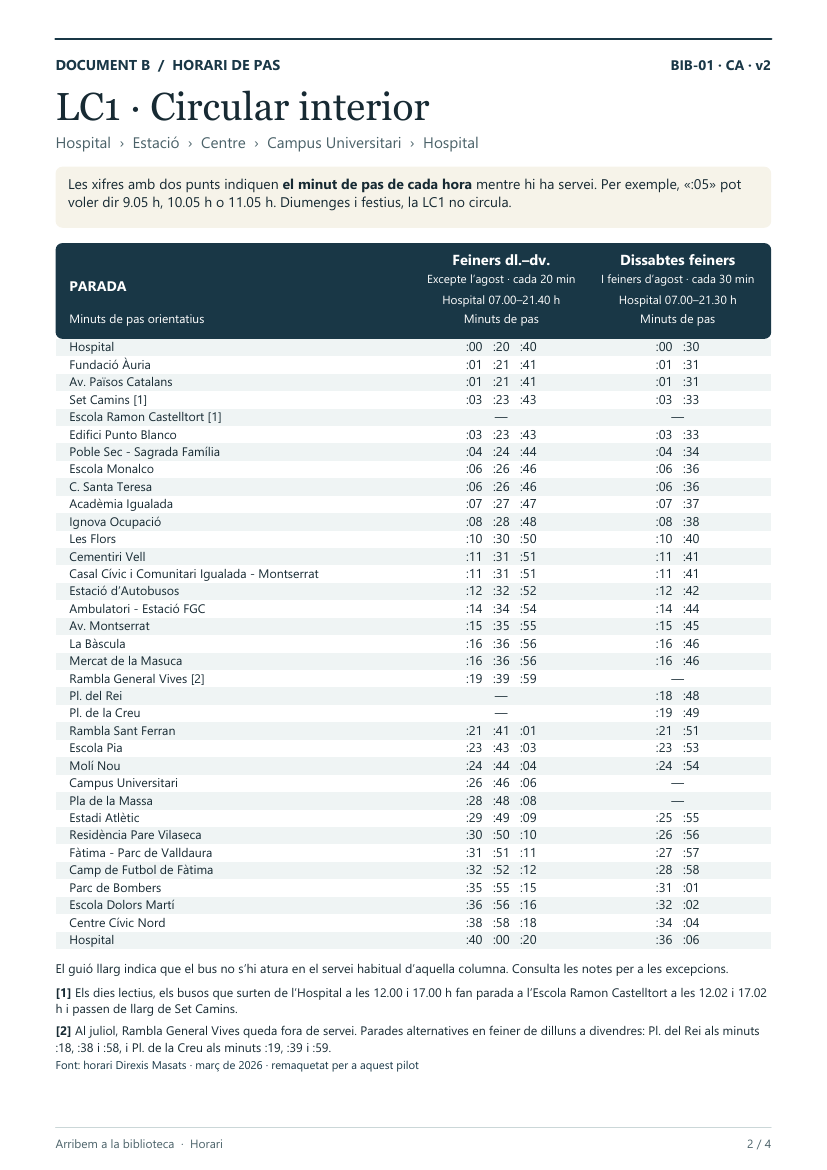 DOCUMENT B / HORARI DE PAS
BIB-01 · CA · v2
LC1 · Circular interior
Hospital › Estació › Centre › Campus Universitari › Hospital
Les xifres amb dos punts indiquen el minut de pas de cada hora mentre hi ha servei. Per exemple, «:05» pot
voler dir 9.05 h, 10.05 h o 11.05 h. Diumenges i festius, la LC1 no circula.
Feiners dl.–dv. Dissabtes feiners
Excepte l’agost · cada 20 min I feiners d’agost · cada 30 min
PARADA
Hospital 07.00–21.40 h Hospital 07.00–21.30 h
Minuts de pas orientatius Minuts de pas Minuts de pas
Hospital :00 :20 :40 :00 :30
Fundació Àuria :01 :21 :41 :01 :31
Av. Països Catalans :01 :21 :41 :01 :31
Set Camins [1] :03 :23 :43 :03 :33
Escola Ramon Castelltort [1] — —
Edifici Punto Blanco :03 :23 :43 :03 :33
Poble Sec - Sagrada Família :04 :24 :44 :04 :34
Escola Monalco :06 :26 :46 :06 :36
C. Santa Teresa :06 :26 :46 :06 :36
Acadèmia Igualada :07 :27 :47 :07 :37
Ignova Ocupació :08 :28 :48 :08 :38
Les Flors :10 :30 :50 :10 :40
Cementiri Vell :11 :31 :51 :11 :41
Casal Cívic i Comunitari Igualada - Montserrat :11 :31 :51 :11 :41
Estació d’Autobusos :12 :32 :52 :12 :42
Ambulatori - Estació FGC :14 :34 :54 :14 :44
Av. Montserrat :15 :35 :55 :15 :45
La Bàscula :16 :36 :56 :16 :46
Mercat de la Masuca :16 :36 :56 :16 :46
Rambla General Vives [2] :19 :39 :59 —
Pl. del Rei — :18 :48
Pl. de la Creu — :19 :49
Rambla Sant Ferran :21 :41 :01 :21 :51
Escola Pia :23 :43 :03 :23 :53
Molí Nou :24 :44 :04 :24 :54
Campus Universitari :26 :46 :06 —
Pla de la Massa :28 :48 :08 —
Estadi Atlètic :29 :49 :09 :25 :55
Residència Pare Vilaseca :30 :50 :10 :26 :56
Fàtima - Parc de Valldaura :31 :51 :11 :27 :57
Camp de Futbol de Fàtima :32 :52 :12 :28 :58
Parc de Bombers :35 :55 :15 :31 :01
Escola Dolors Martí :36 :56 :16 :32 :02
Centre Cívic Nord :38 :58 :18 :34 :04
Hospital :40 :00 :20 :36 :06
El guió llarg indica que el bus no s’hi atura en el servei habitual d’aquella columna. Consulta les notes per a les excepcions.
[1] Els dies lectius, els busos que surten de l’Hospital a les 12.00 i 17.00 h fan parada a l’Escola Ramon Castelltort a les 12.02 i 17.02
h i passen de llarg de Set Camins.
[2] Al juliol, Rambla General Vives queda fora de servei. Parades alternatives en feiner de dilluns a divendres: Pl. del Rei als minuts
:18, :38 i :58, i Pl. de la Creu als minuts :19, :39 i :59.
Font: horari Direxis Masats · març de 2026 · remaquetat per a aquest pilot
Arribem a la biblioteca · Horari
2 / 4